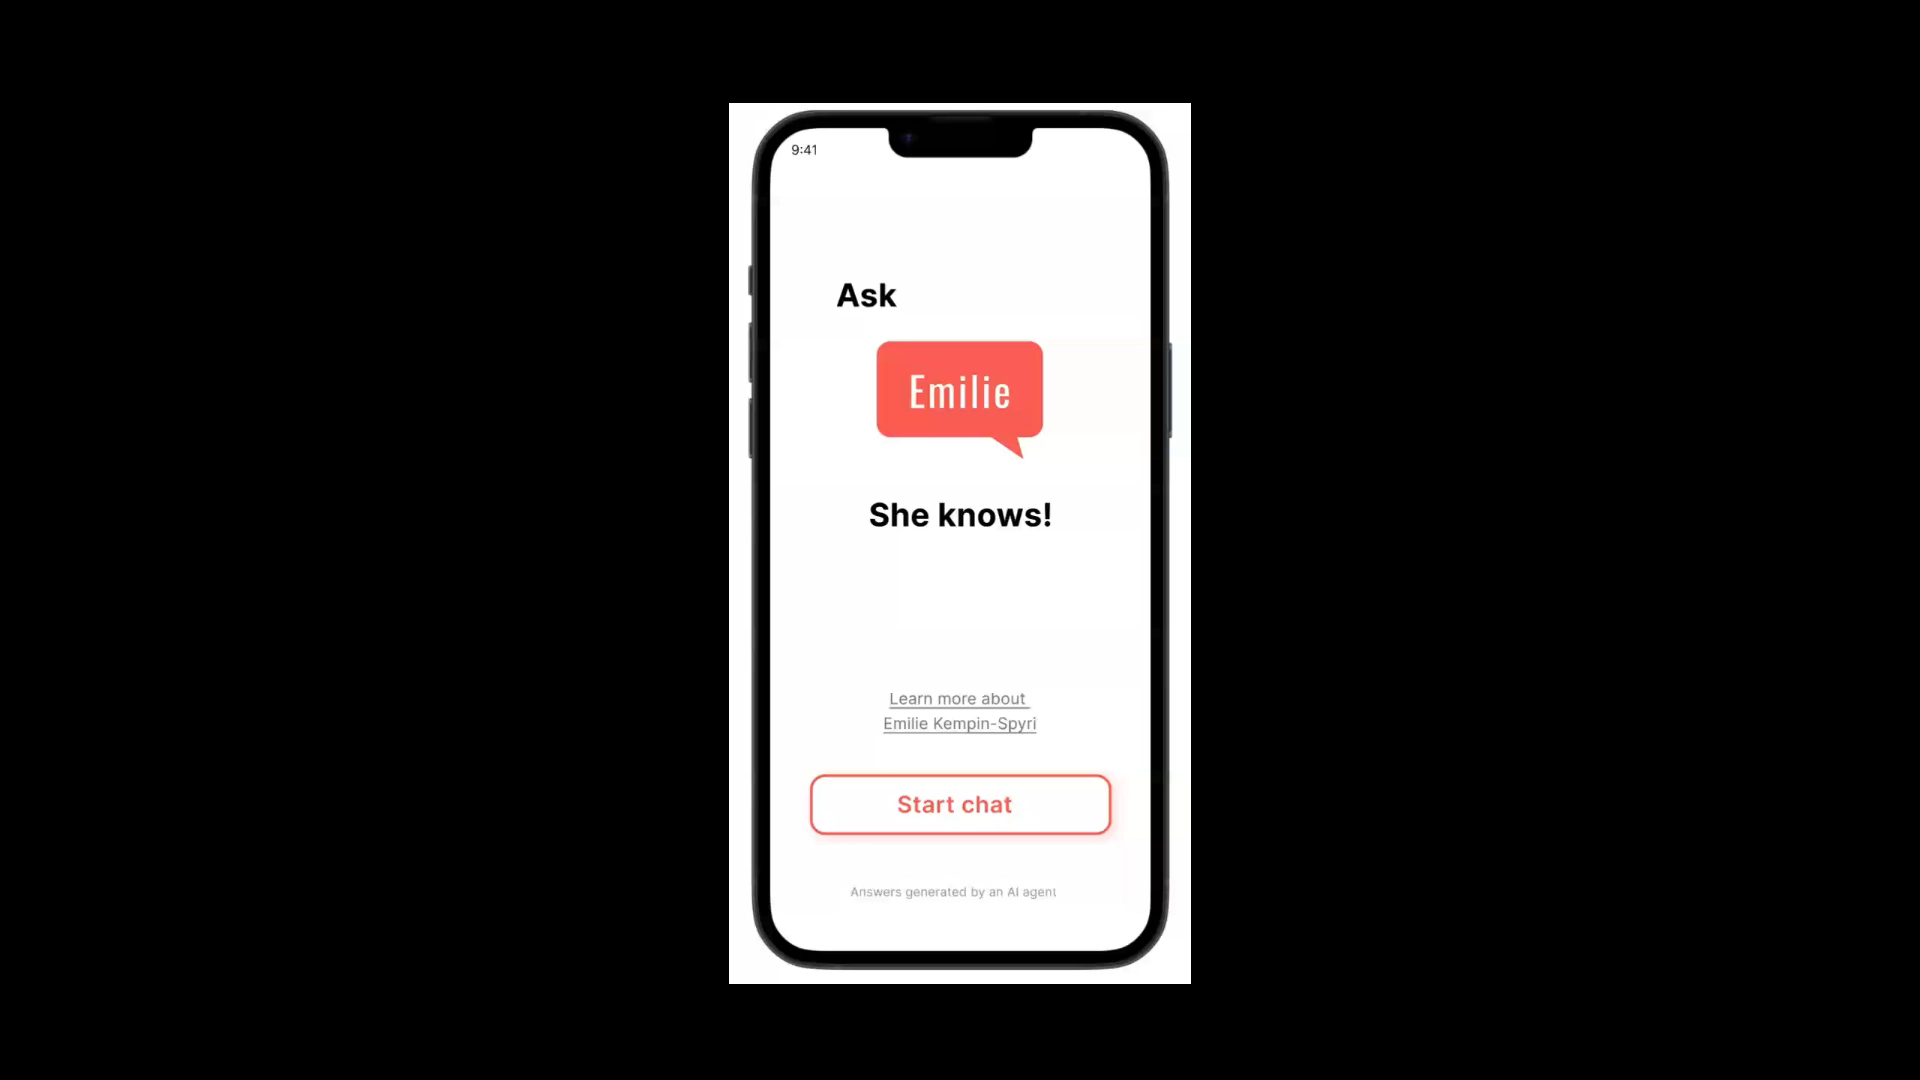 9:41
Ask
Emilie
She knows!
Learn more about
Emilie Kempin-Spyri
Start chat
Answers generated by an AI agent